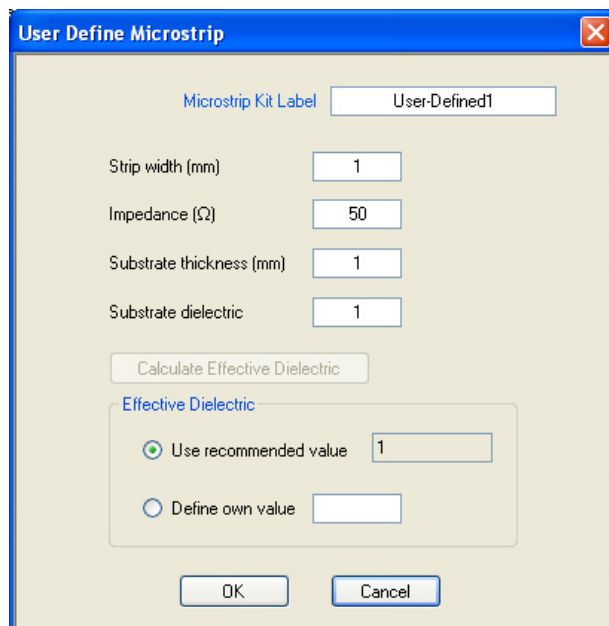 User Define Microstrip
Microstrip Kit Label User-Defined1
Strip width (mm) 1
Impedance (Ω) 50
Substrate thickness (mm) 1
Substrate dielectric 1
Calculate Effective Dielectric
Effective Dielectric
Use recommended value 1
Define own value
OK Cancel